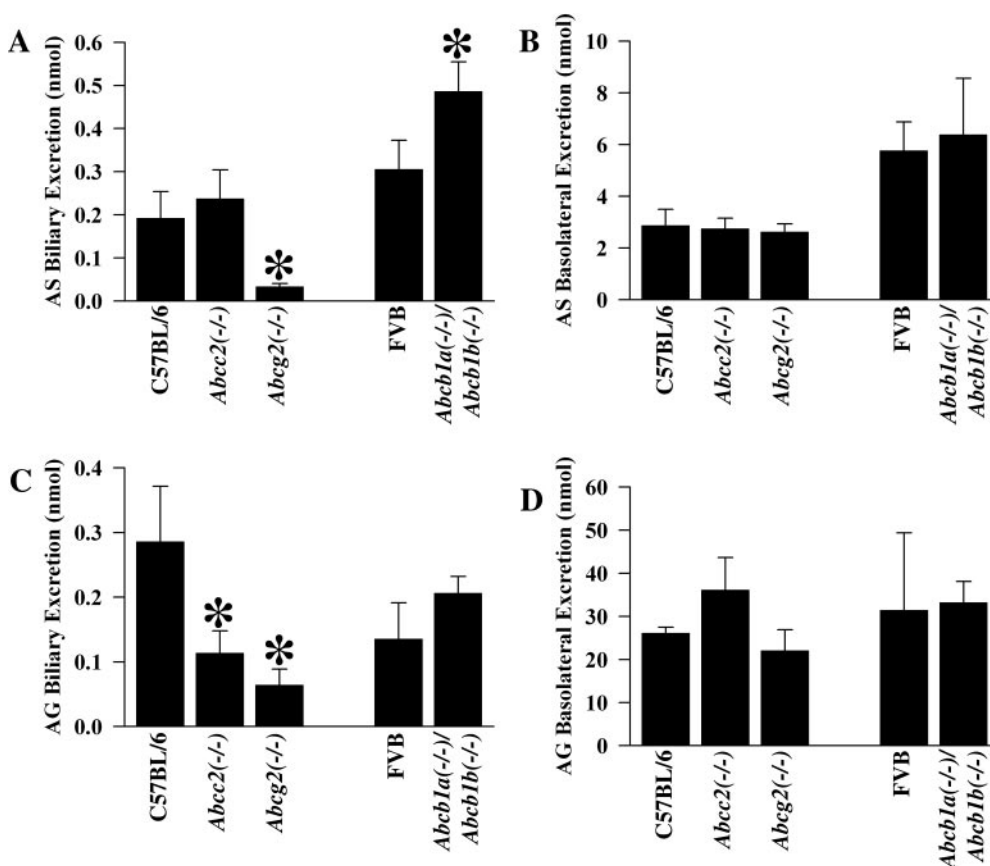 A
AS Biliary Excretion (nmol)
0.6
0.5
0.4
0.3
0.2
0.1
0.0
*
*
C57BL/6
Abcc2(-/-)
Abcg2(-/-)
FVB
Abcb1a(-/-)/
Abcb1b(-/-)
B
AS Basolateral Excretion (nmol)
10
8
6
4
2
0
C57BL/6
Abcc2(-/-)
Abcg2(-/-)
FVB
Abcb1a(-/-)/
Abcb1b(-/-)
C
AG Biliary Excretion (nmol)
0.4
0.3
0.2
0.1
0.0
*
*
C57BL/6
Abcc2(-/-)
Abcg2(-/-)
FVB
Abcb1a(-/-)/
Abcb1b(-/-)
D
AG Basolateral Excretion (nmol)
60
50
40
30
20
10
0
C57BL/6
Abcc2(-/-)
Abcg2(-/-)
FVB
Abcb1a(-/-)/
Abcb1b(-/-)